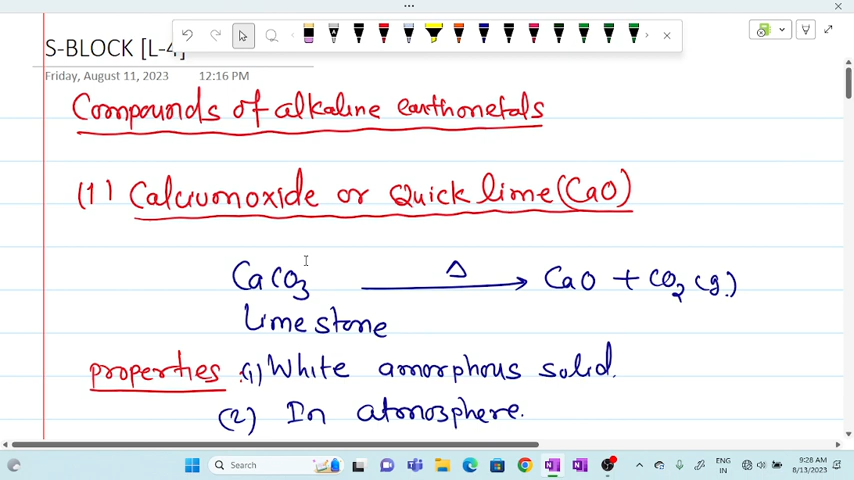 S-BLOCK [L-4]
Friday, August 11, 2023 12:16 PM
Compounds of alkaline earthmetals
(1) Calciumoxide or Quick lime (CaO)
CaCO3 Δ→ CaO + CO2 (g.)
Limestone
properties :(1) White amorphous solid.
(2) In atmosphere.
Search
ENG
IN
9:28 AM
8/13/2023